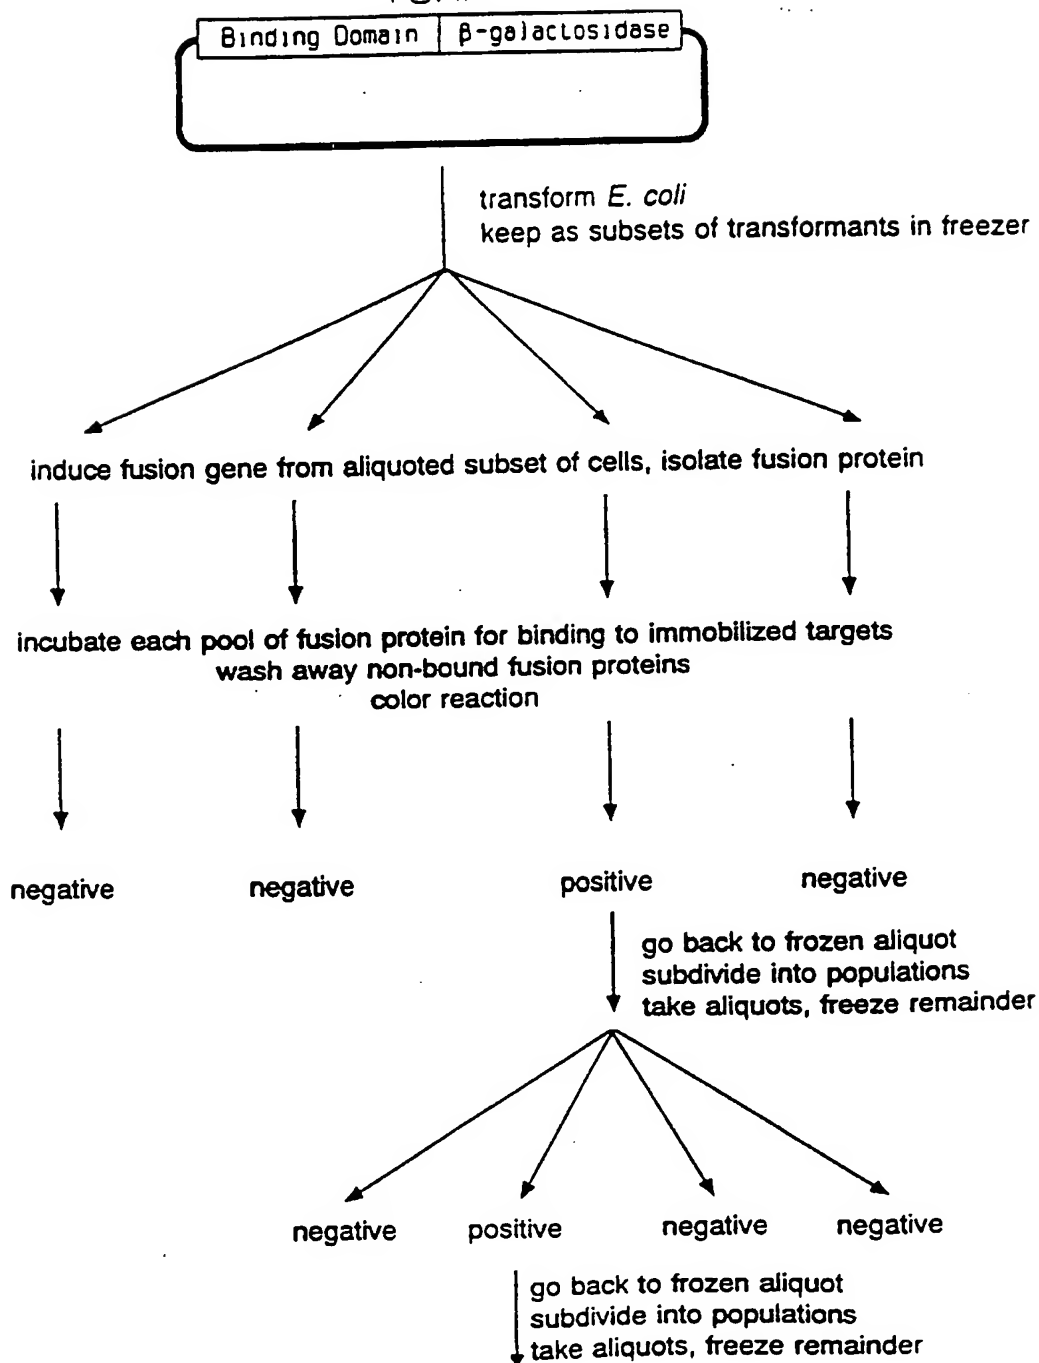 Binding Domain β-galactosidase
transform E. coli
keep as subsets of transformants in freezer
induce fusion gene from aliquoted subset of cells, isolate fusion protein
incubate each pool of fusion protein for binding to immobilized targets
wash away non-bound fusion proteins
color reaction
negative negative positive negative
go back to frozen aliquot
subdivide into populations
take aliquots, freeze remainder
negative positive negative negative
go back to frozen aliquot
subdivide into populations
take aliquots, freeze remainder